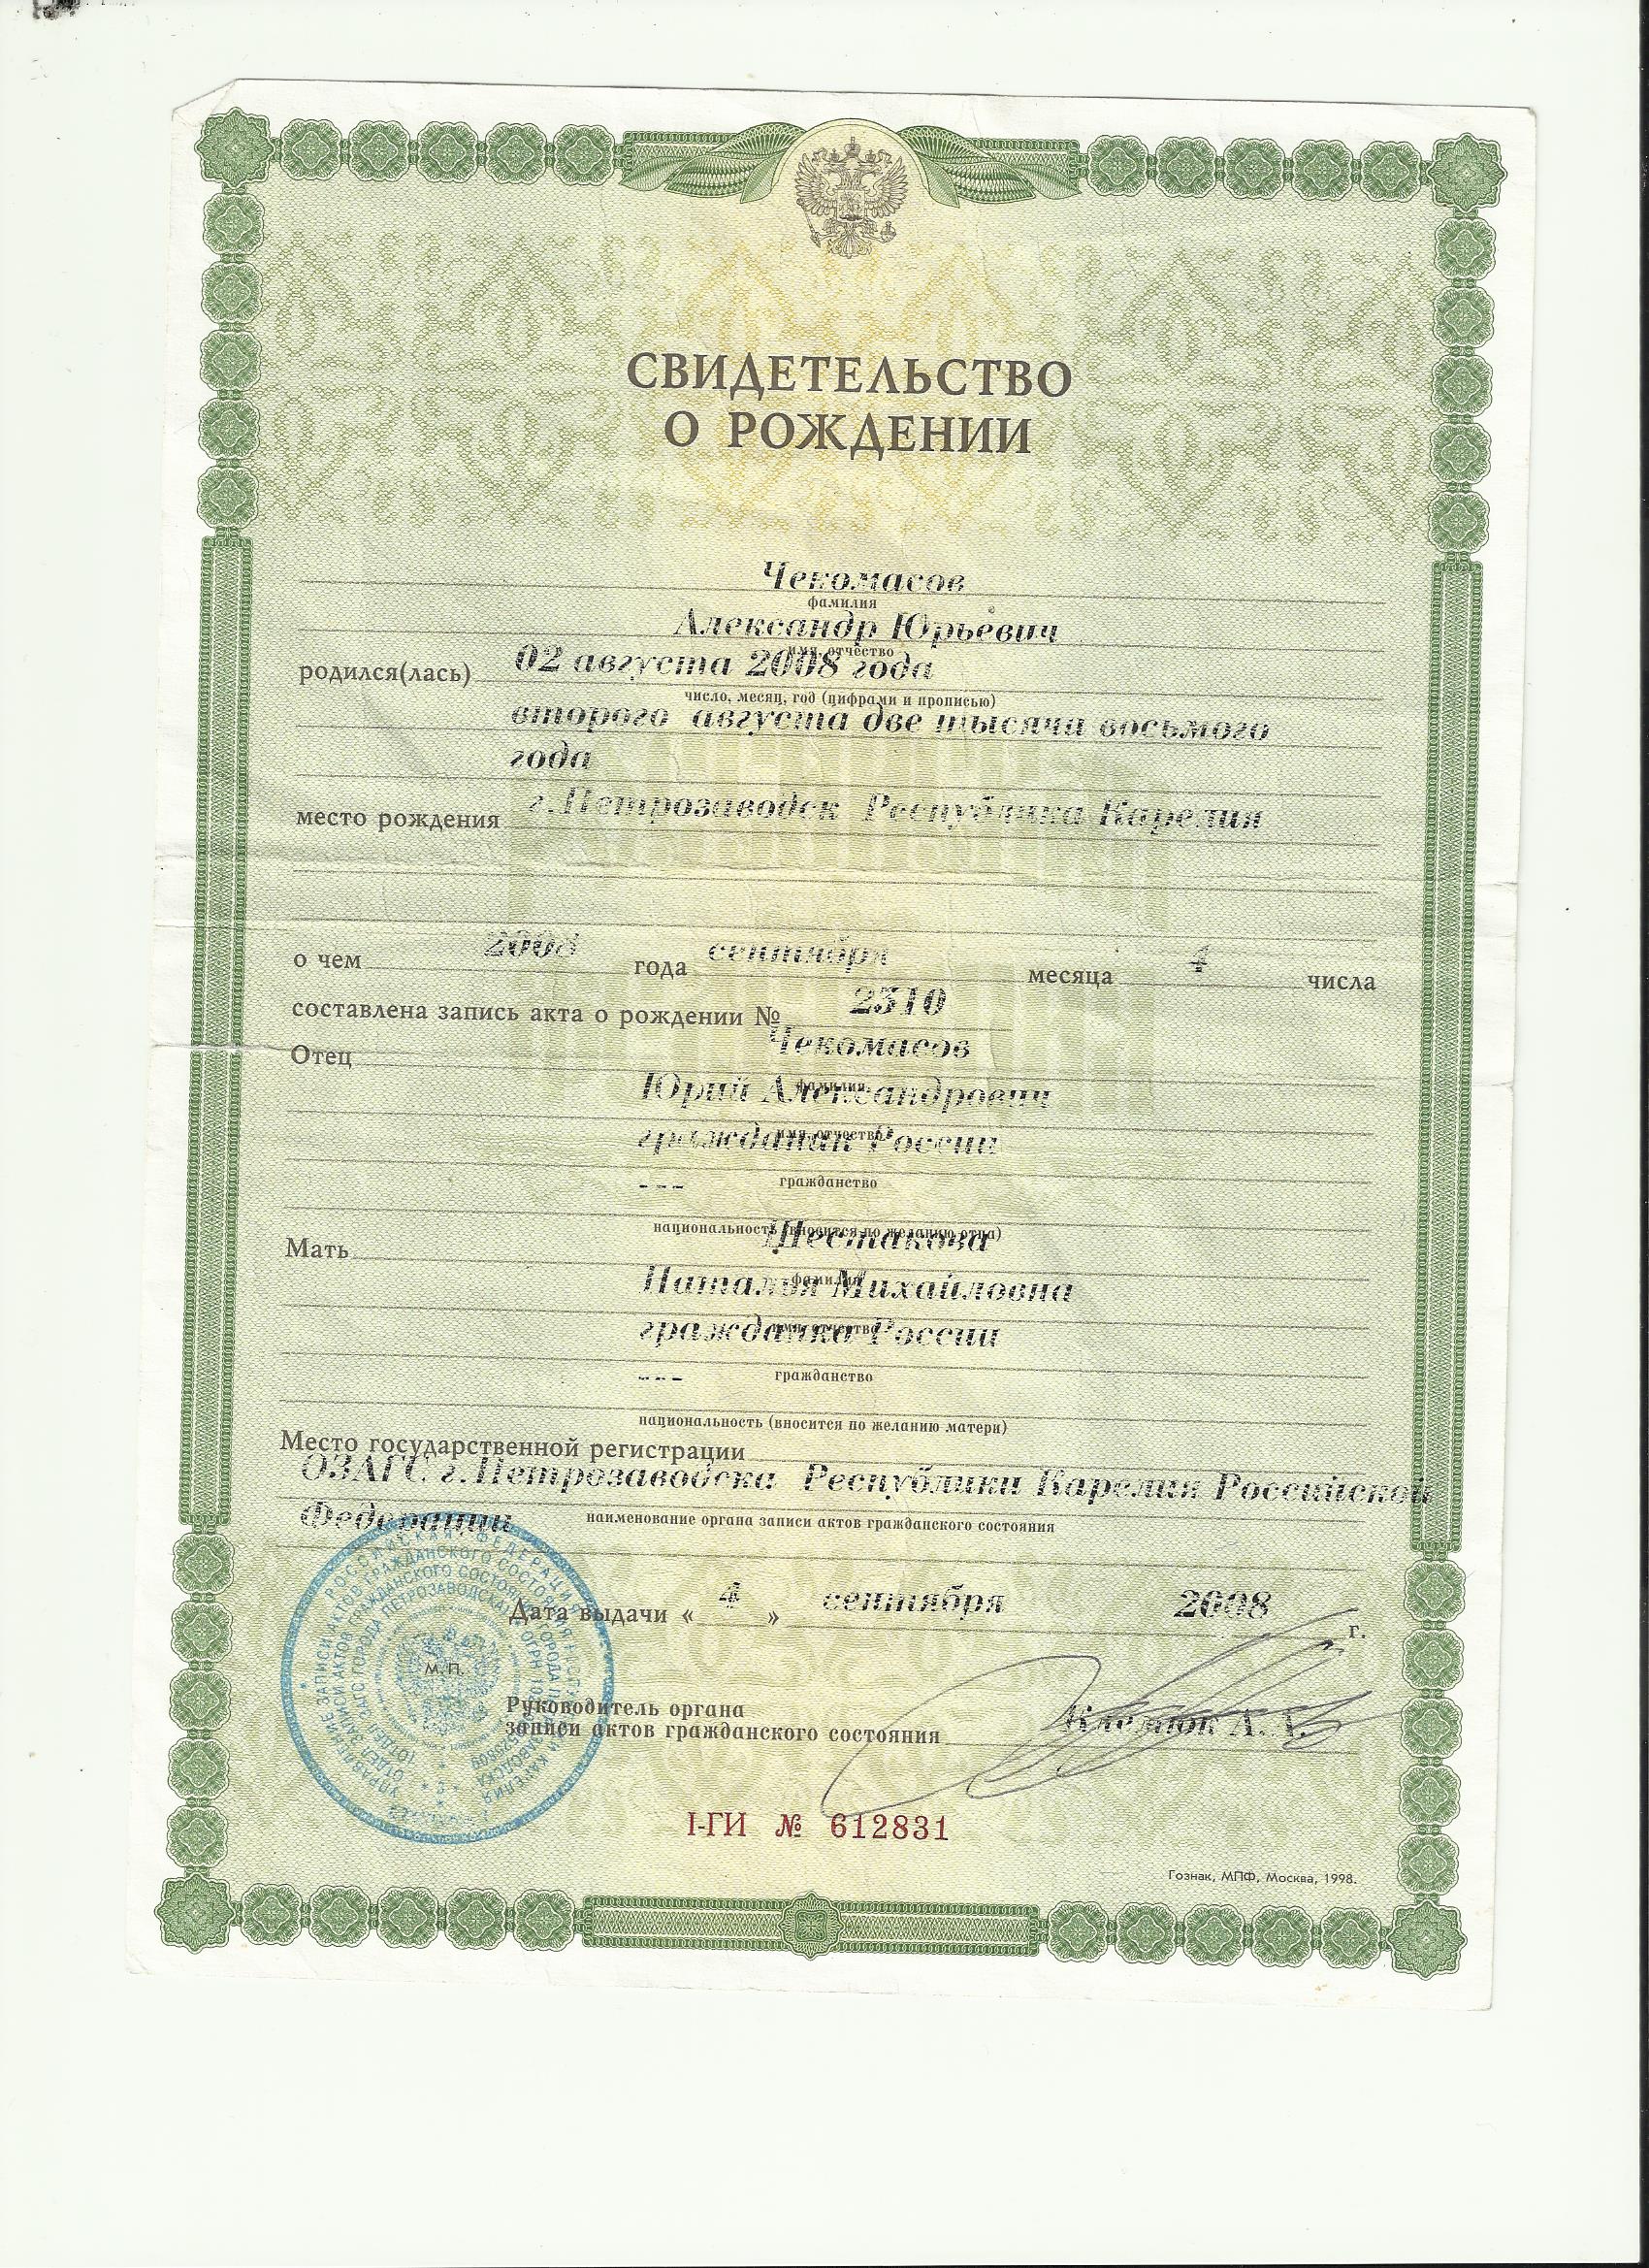 СВИДЕТЕЛЬСТВО
О РОЖДЕНИИ
Чекомасов
фамилия
Александр Юрьевич
имя, отчество
родился(лась) 02 августа 2008 года
число, месяц, год (цифрами и прописью)
второго августа две тысячи восьмого
года
место рождения г.Петрозаводск Республика Карелия
о чем 2008 года сентября месяца 4 числа
составлена запись акта о рождении № 2310
Отец Чекомасов
фамилия
Юрий Александрович
имя, отчество
гражданин России
--- гражданство
национальность (вносится по желанию отца)
Мать Шестакова
фамилия
Наталья Михайловна
имя, отчество
гражданка России
--- гражданство
национальность (вносится по желанию матери)
Место государственной регистрации
ОЗАГС г.Петрозаводска Республики Карелия Российской
Федерации наименование органа записи актов гражданского состояния
Дата выдачи « 4 » сентября 2008 г.
М.П.
Руководитель органа
записи актов гражданского состояния
I-ГИ № 612831
Гознак, МПФ, Москва, 1998.
РОССИЙСКАЯ ФЕДЕРАЦИЯ